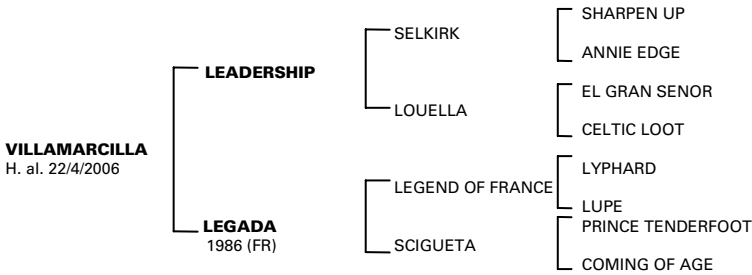 SHARPEN UP
SELKIRK
ANNIE EDGE
LEADERSHIP
EL GRAN SENOR
LOUELLA
CELTIC LOOT
VILLAMARCILLA
H. al. 22/4/2006
LYPHARD
LEGEND OF FRANCE
LUPE
LEGADA
PRINCE TENDERFOOT
1986 (FR)
SCIGUETA
COMING OF AGE